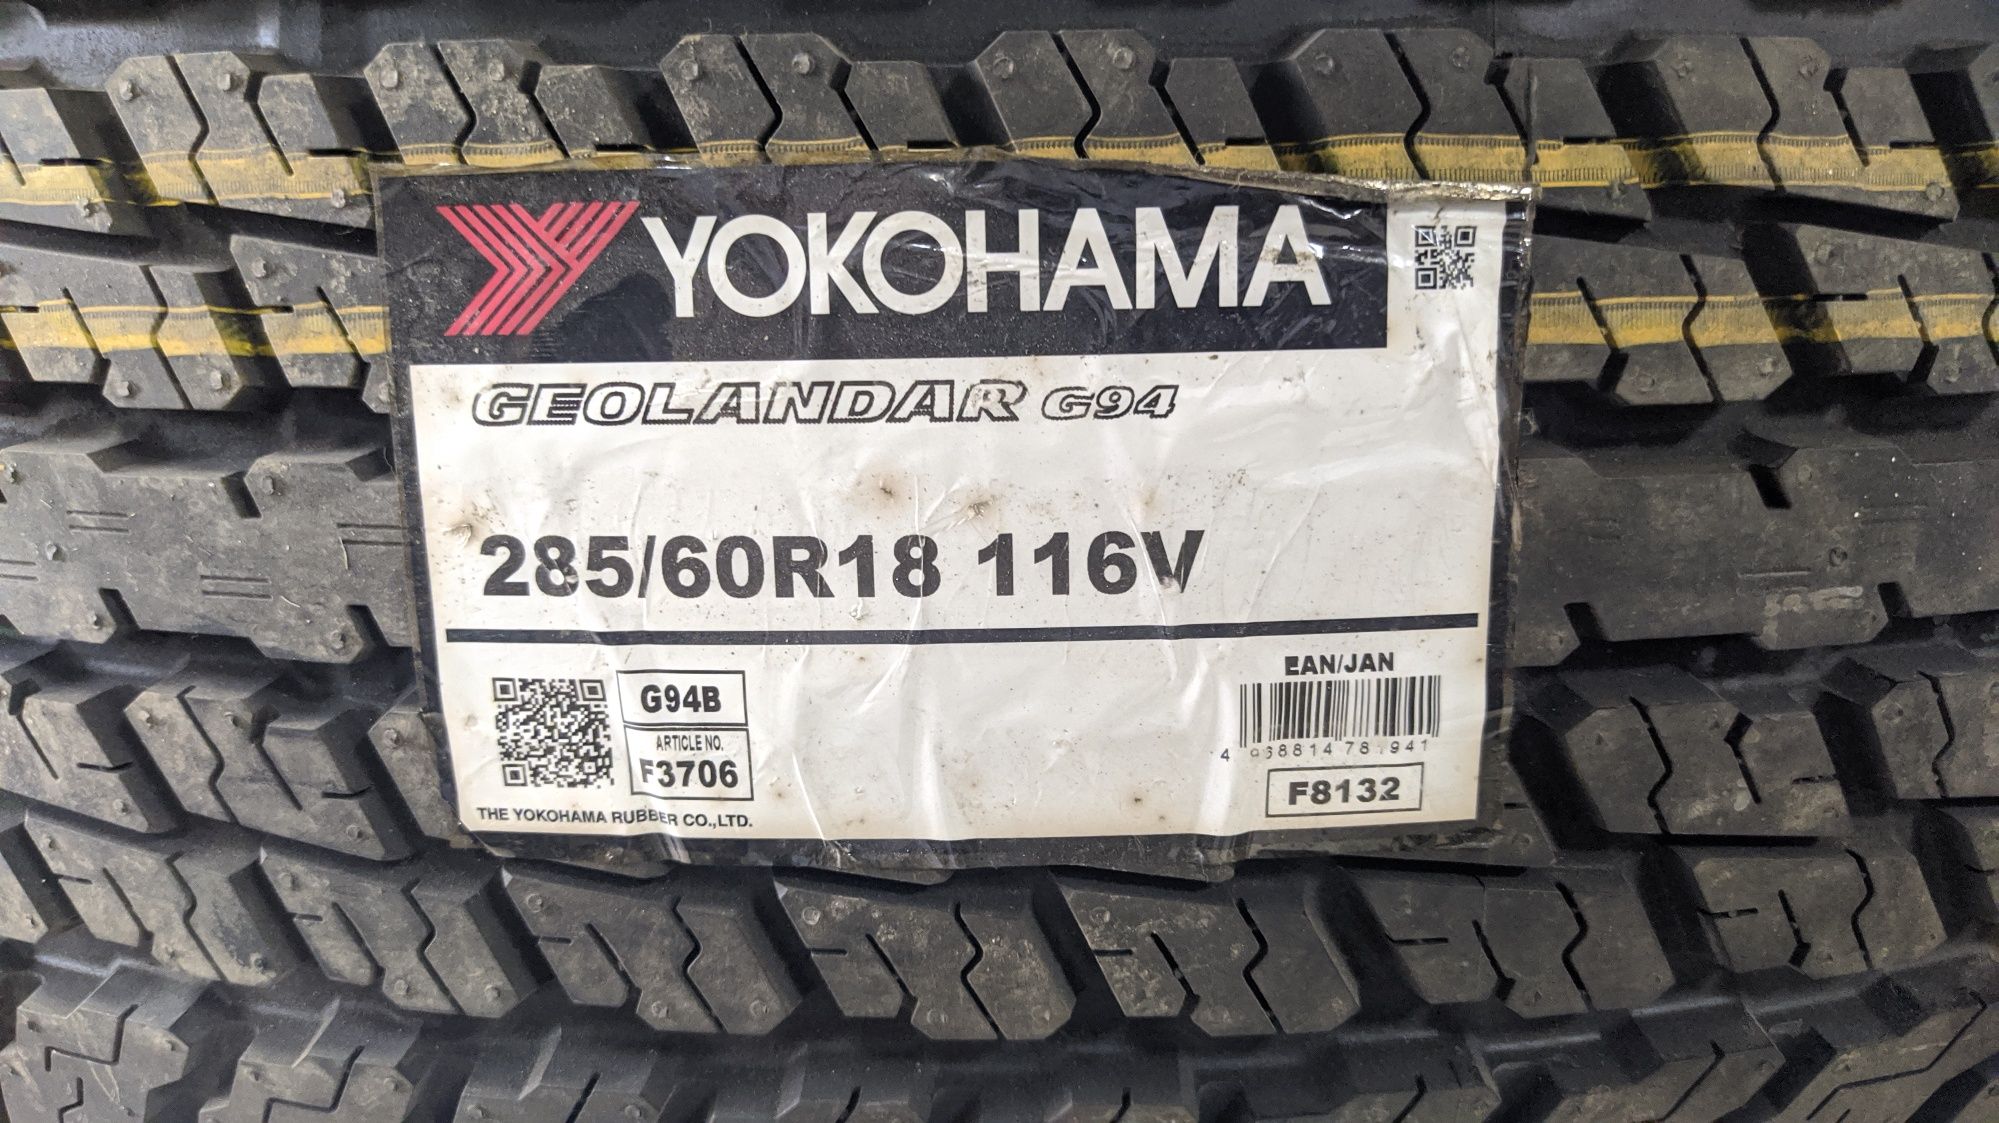 YOKOHAMA
GEOLANDAR G94
285/60R18 116V
G94B
ARTICLE NO.
F3706
THE YOKOHAMA RUBBER CO.,LTD.
EAN/JAN
F8132